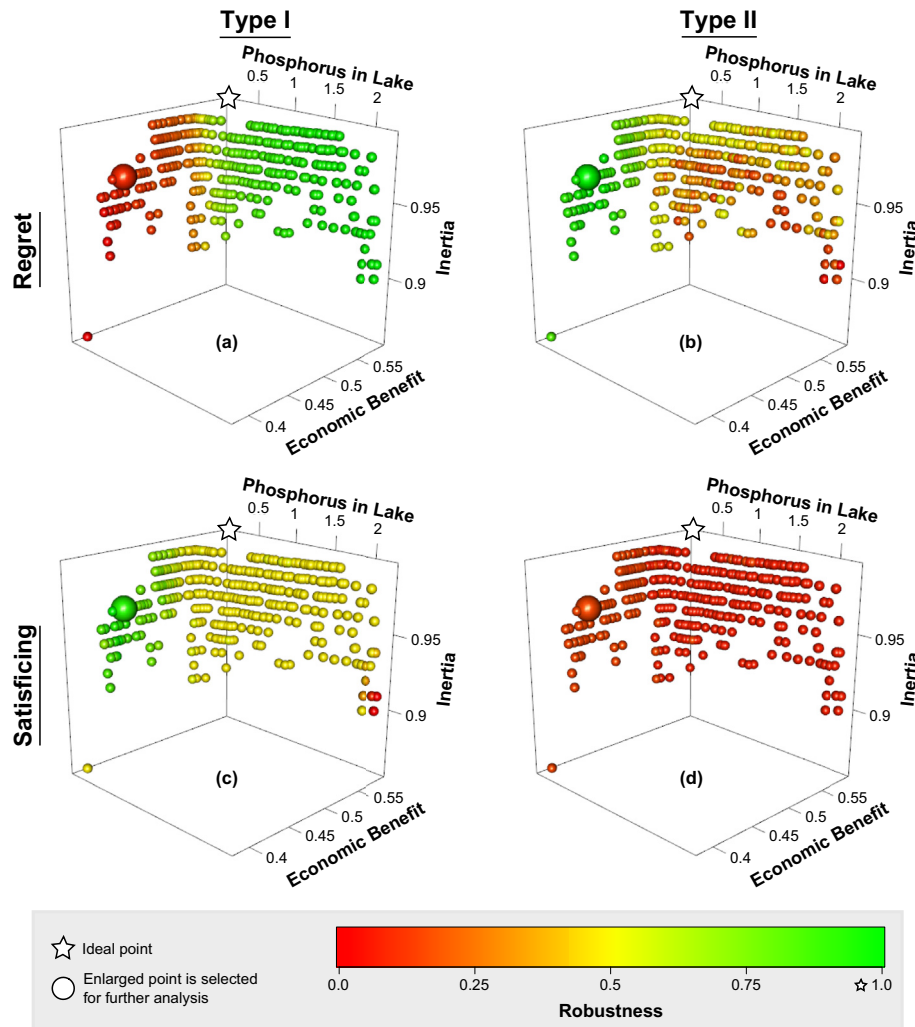 Type I
Type II
Phosphorus in Lake
0.5
1
1.5
2
Regret
0.95
Inertia
0.9
(a)
0.55
0.5
0.45
0.4
Economic Benefit
Phosphorus in Lake
0.5
1
1.5
2
0.95
Inertia
0.9
(b)
0.55
0.5
0.45
0.4
Economic Benefit
Phosphorus in Lake
0.5
1
1.5
2
Satisficing
0.95
Inertia
0.9
(c)
0.55
0.5
0.45
0.4
Economic Benefit
Phosphorus in Lake
0.5
1
1.5
2
0.95
Inertia
0.9
(d)
0.55
0.5
0.45
0.4
Economic Benefit
Ideal point
Enlarged point is selected
for further analysis
0.0
0.25
0.5
0.75
1.0
Robustness